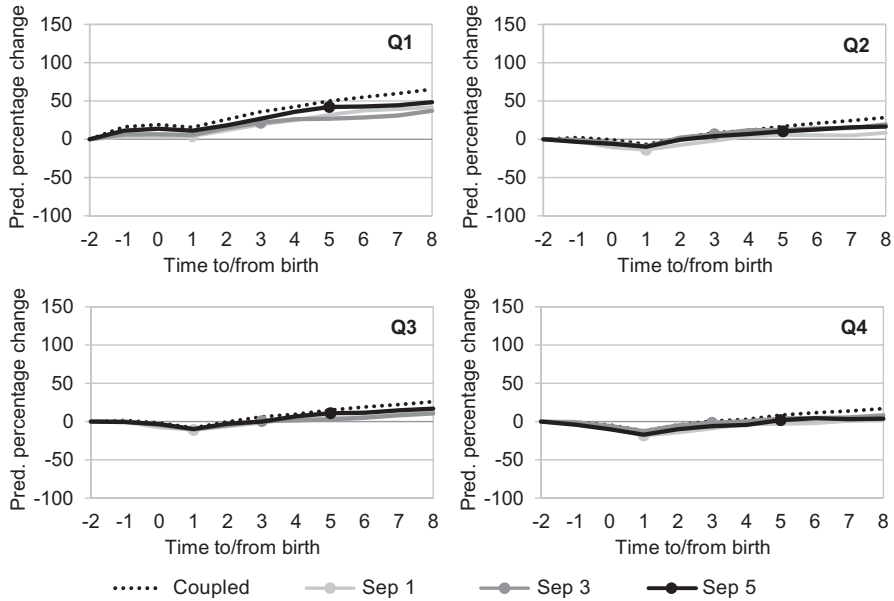 Pred. percentage change
150
100
50
0
-50
-100
Q1
-2 -1 0 1 2 3 4 5 6 7 8
Time to/from birth
Pred. percentage change
150
100
50
0
-50
-100
Q2
-2 -1 0 1 2 3 4 5 6 7 8
Time to/from birth
Pred. percentage change
150
100
50
0
-50
-100
Q3
-2 -1 0 1 2 3 4 5 6 7 8
Time to/from birth
Pred. percentage change
150
100
50
0
-50
-100
Q4
-2 -1 0 1 2 3 4 5 6 7 8
Time to/from birth
Coupled Sep 1 Sep 3 Sep 5